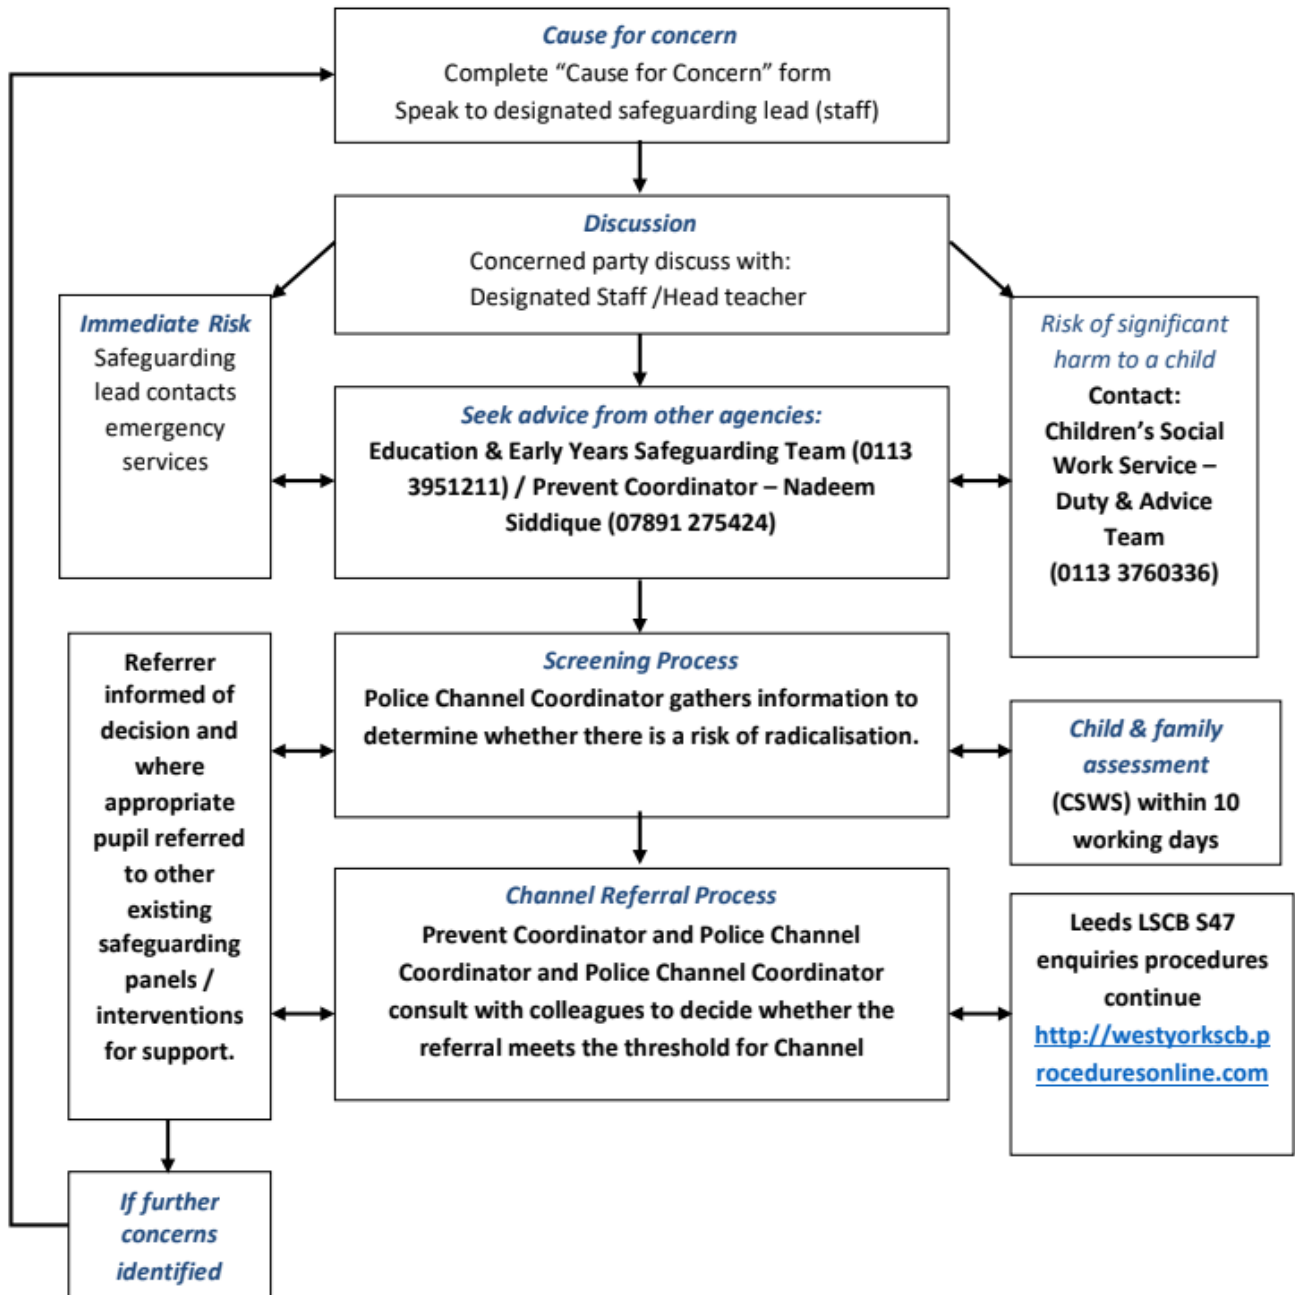 Cause for concern
Complete “Cause for Concern” form
Speak to designated safeguarding lead (staff)
Discussion
Concerned party discuss with:
Designated Staff /Head teacher
Immediate Risk
Safeguarding
lead contacts
emergency
services
Seek advice from other agencies:
Education & Early Years Safeguarding Team (0113
3951211) / Prevent Coordinator – Nadeem
Siddique (07891 275424)
Risk of significant
harm to a child
Contact:
Children’s Social
Work Service –
Duty & Advice
Team
(0113 3760336)
Referrer
informed of
decision and
where
appropriate
pupil referred
to other
existing
safeguarding
panels /
interventions
for support.
Screening Process
Police Channel Coordinator gathers information to
determine whether there is a risk of radicalisation.
Child & family
assessment
(CSWS) within 10
working days
Channel Referral Process
Prevent Coordinator and Police Channel
Coordinator and Police Channel Coordinator
consult with colleagues to decide whether the
referral meets the threshold for Channel
Leeds LSCB S47
enquiries procedures
continue
http://westyorkscb.p
roceduresonline.com
If further
concerns
identified